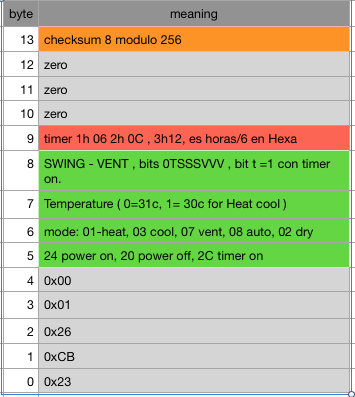 byte meaning
13 checksum 8 modulo 256
12 zero
11 zero
10 zero
9 timer 1h 06 2h 0C , 3h12, es horas/6 en Hexa
8 SWING - VENT , bits 0TSSSVVV , bit t =1 con timer
on.
7 Temperature ( 0=31c, 1= 30c for Heat cool )
6 mode: 01-heat, 03 cool, 07 vent, 08 auto, 02 dry
5 24 power on, 20 power off, 2C timer on
4 0x00
3 0x01
2 0x26
1 0xCB
0 0x23